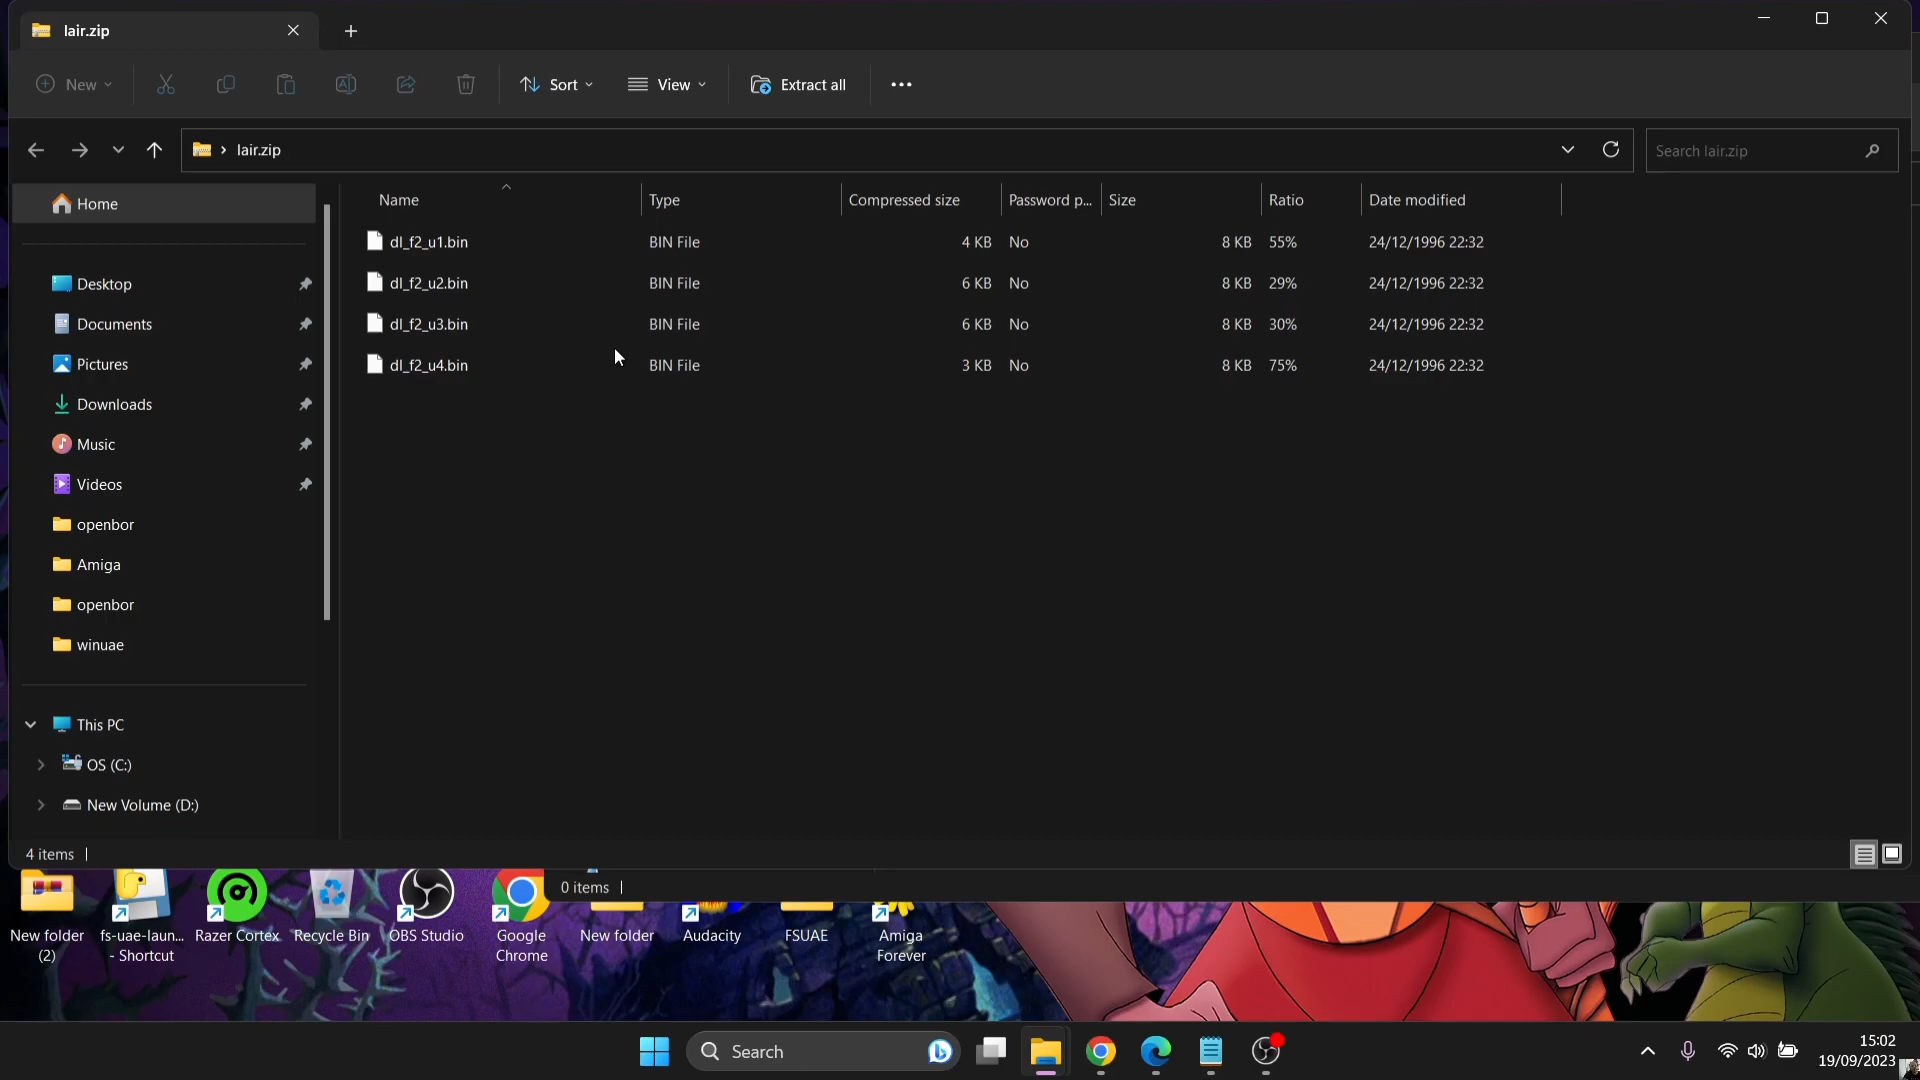 lair.zip
New
Sort
View
Extract all
lair.zip
Search lair.zip
Name Type Compressed size Password p... Size Ratio Date modified
dl_f2_u1.bin BIN File 4 KB No 8 KB 55% 24/12/1996 22:32
dl_f2_u2.bin BIN File 6 KB No 8 KB 29% 24/12/1996 22:32
dl_f2_u3.bin BIN File 6 KB No 8 KB 30% 24/12/1996 22:32
dl_f2_u4.bin BIN File 3 KB No 8 KB 75% 24/12/1996 22:32
Home
Desktop
Documents
Pictures
Downloads
Music
Videos
openbor
Amiga
openbor
winuae
This PC
OS (C:)
New Volume (D:)
4 items
0 items
New folder (2)
fs-uae-laun... - Shortcut
Razer Cortex
Recycle Bin
OBS Studio
Google Chrome
New folder
Audacity
FSUAE
Amiga Forever
Search
15:02
19/09/2023